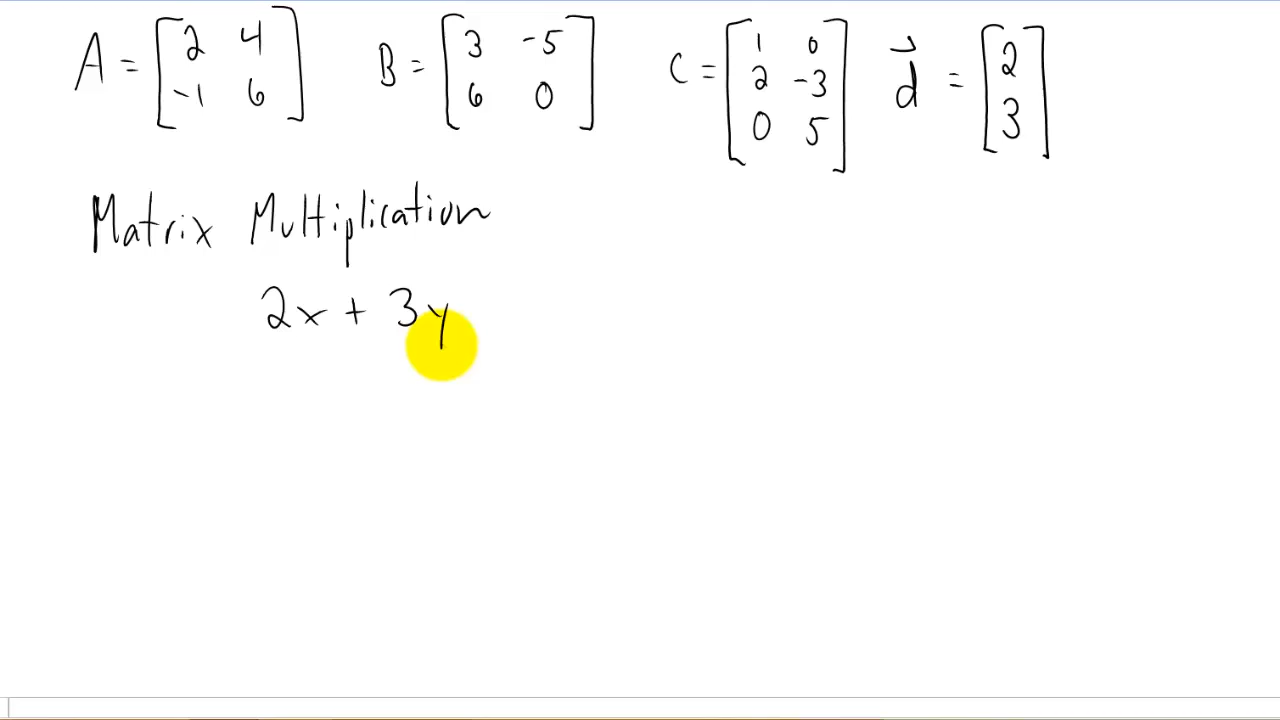 A = [2 4 -1 6] B = [3 -5 6 0] C = [1 0 2 -3 0 5] d⃗ = [2 3]
Matrix Multiplication
2x + 3y